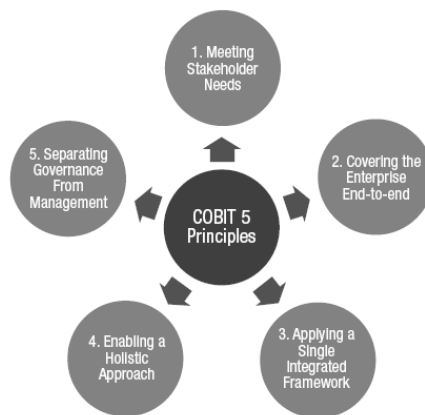 1. Meeting
Stakeholder
Needs
5. Separating
Governance
From
Management
2. Covering the
Enterprise
End-to-end
COBIT 5
Principles
4. Enabling a
Holistic
Approach
3. Applying a
Single
Integrated
Framework